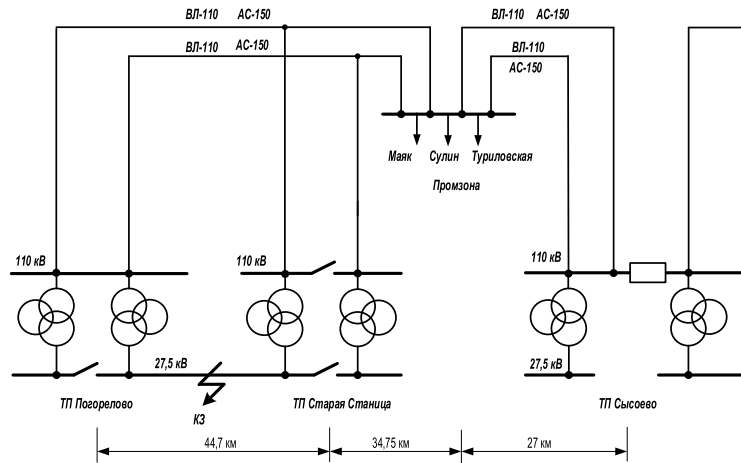 ВЛ-110 АС-150
ВЛ-110 АС-150
ВЛ-110 АС-150
ВЛ-110
АС-150
Маяк Сулин Туриловская
Промзона
110 кВ
110 кВ
110 кВ
27,5 кВ
27,5 кВ
ТП Погорелово
КЗ
ТП Старая Станица
ТП Сысоево
44,7 км
34,75 км
27 км